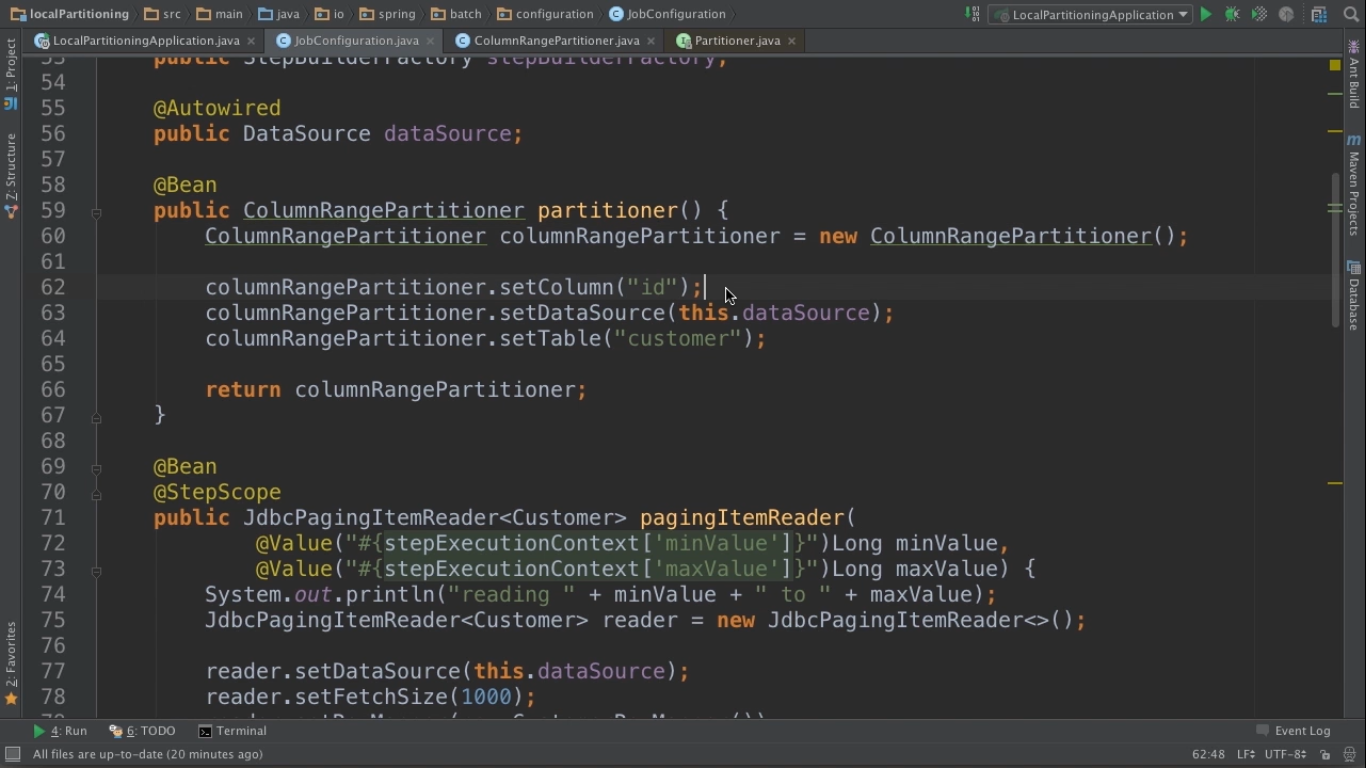 localPartitioning src main java io spring batch configuration JobConfiguration LocalPartitioningApplication
LocalPartitioningApplication.java JobConfiguration.java ColumnRangePartitioner.java Partitioner.java
1: Project
7: Structure
2: Favorites
Ant Build
Maven Projects
Database
53 public StepBuilderFactory stepBuilderFactory;
54
55 @Autowired
56 public DataSource dataSource;
57
58 @Bean
59 public ColumnRangePartitioner partitioner() {
60 ColumnRangePartitioner columnRangePartitioner = new ColumnRangePartitioner();
61
62 columnRangePartitioner.setColumn("id");
63 columnRangePartitioner.setDataSource(this.dataSource);
64 columnRangePartitioner.setTable("customer");
65
66 return columnRangePartitioner;
67 }
68
69 @Bean
70 @StepScope
71 public JdbcPagingItemReader<Customer> pagingItemReader(
72 @Value("#{stepExecutionContext['minValue']}")Long minValue,
73 @Value("#{stepExecutionContext['maxValue']}")Long maxValue) {
74 System.out.println("reading " + minValue + " to " + maxValue);
75 JdbcPagingItemReader<Customer> reader = new JdbcPagingItemReader<>();
76
77 reader.setDataSource(this.dataSource);
78 reader.setFetchSize(1000);
4: Run 6: TODO Terminal Event Log
All files are up-to-date (20 minutes ago) 62:48 LF UTF-8